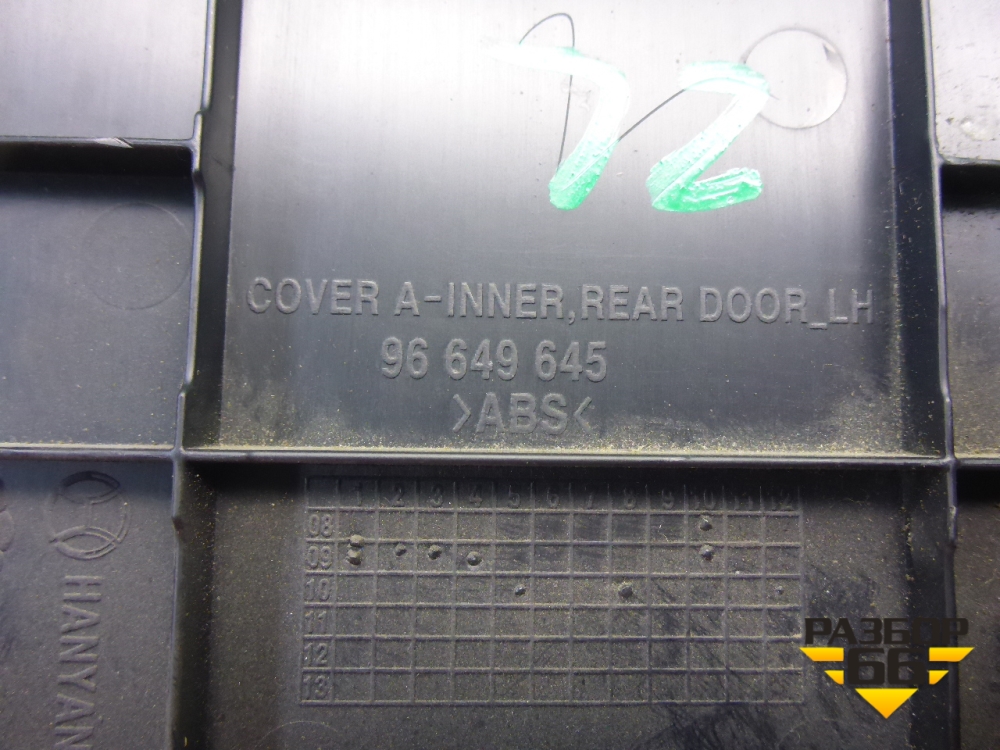 72
COVER A-INNER,REAR DOOR_LH
96 649 645
>ABS<
1 2 3 4 5 6 7 8 9 10 11 12
08
09
10
11
12
13
HANYAN
РАЗБОР
66